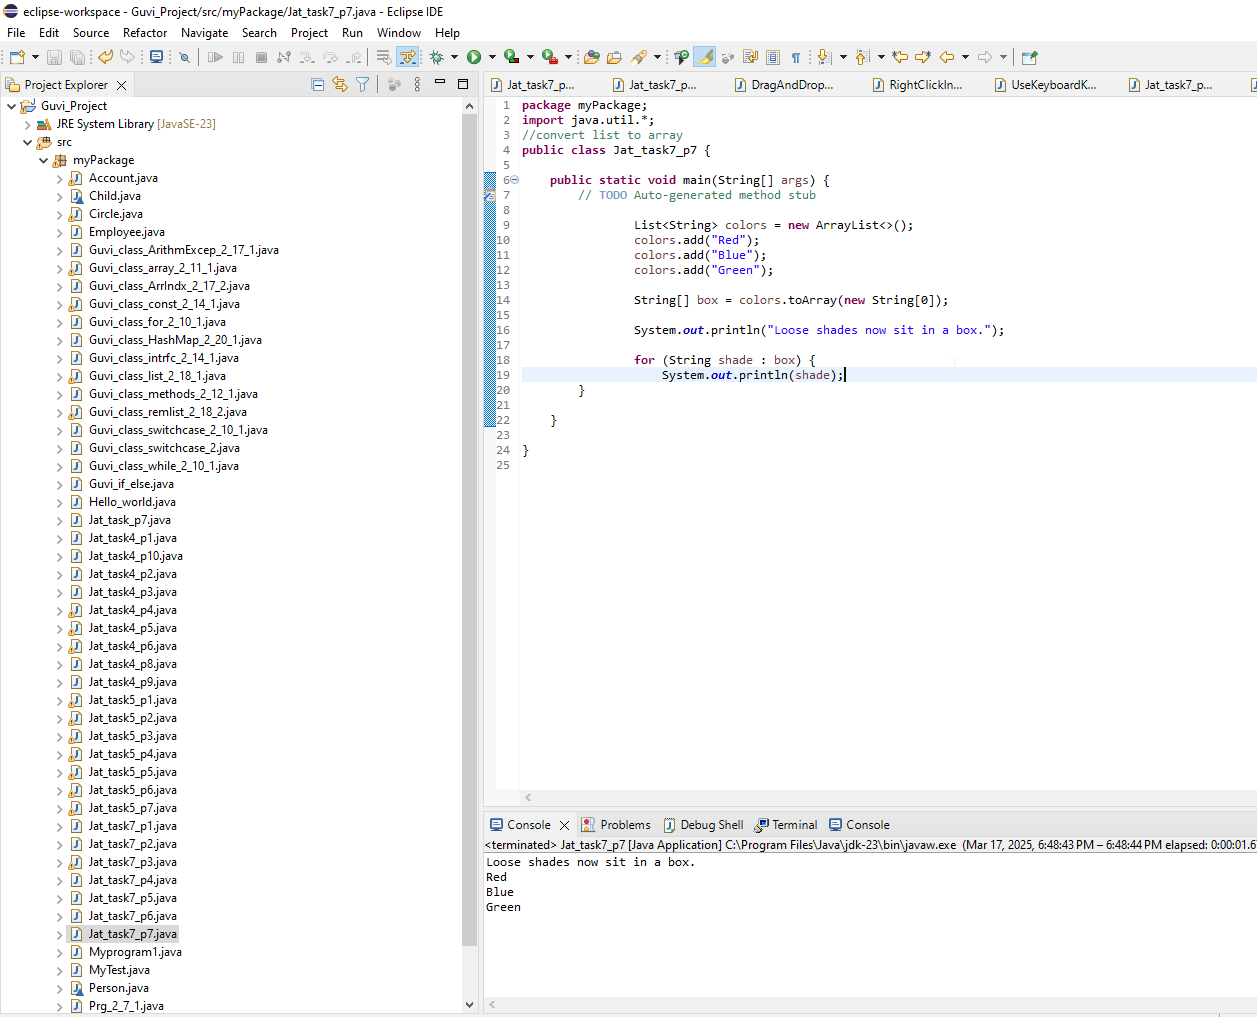 eclipse-workspace - Guvi_Project/src/myPackage/Jat_task7_p7.java - Eclipse IDE
File Edit Source Refactor Navigate Search Project Run Window Help
Project Explorer
Guvi_Project
JRE System Library [JavaSE-23]
src
myPackage
Account.java
Child.java
Circle.java
Employee.java
Guvi_class_ArithmExcep_2_17_1.java
Guvi_class_array_2_11_1.java
Guvi_class_ArrIndx_2_17_2.java
Guvi_class_const_2_14_1.java
Guvi_class_for_2_10_1.java
Guvi_class_HashMap_2_20_1.java
Guvi_class_intrfc_2_14_1.java
Guvi_class_list_2_18_1.java
Guvi_class_methods_2_12_1.java
Guvi_class_remlist_2_18_2.java
Guvi_class_switchcase_2_10_1.java
Guvi_class_switchcase_2.java
Guvi_class_while_2_10_1.java
Guvi_if_else.java
Hello_world.java
Jat_task_p7.java
Jat_task4_p1.java
Jat_task4_p10.java
Jat_task4_p2.java
Jat_task4_p3.java
Jat_task4_p4.java
Jat_task4_p5.java
Jat_task4_p6.java
Jat_task4_p8.java
Jat_task4_p9.java
Jat_task5_p1.java
Jat_task5_p2.java
Jat_task5_p3.java
Jat_task5_p4.java
Jat_task5_p5.java
Jat_task5_p6.java
Jat_task5_p7.java
Jat_task7_p1.java
Jat_task7_p2.java
Jat_task7_p3.java
Jat_task7_p4.java
Jat_task7_p5.java
Jat_task7_p6.java
Jat_task7_p7.java
Myprogram1.java
MyTest.java
Person.java
Prg_2_7_1.java
Jat_task7_p... Jat_task7_p... DragAndDrop... RightClickIn... UseKeyboardK... Jat_task7_p...
1 package myPackage;
2 import java.util.*;
3 //convert list to array
4 public class Jat_task7_p7 {
5
6 public static void main(String[] args) {
7 // TODO Auto-generated method stub
8
9 List<String> colors = new ArrayList<>();
10 colors.add("Red");
11 colors.add("Blue");
12 colors.add("Green");
13
14 String[] box = colors.toArray(new String[0]);
15
16 System.out.println("Loose shades now sit in a box.");
17
18 for (String shade : box) {
19 System.out.println(shade);
20 }
21
22 }
23
24 }
25
Console Problems Debug Shell Terminal Console
<terminated> Jat_task7_p7 [Java Application] C:\Program Files\Java\jdk-23\bin\javaw.exe (Mar 17, 2025, 6:48:43 PM – 6:48:44 PM elapsed: 0:00:01.6
Loose shades now sit in a box.
Red
Blue
Green